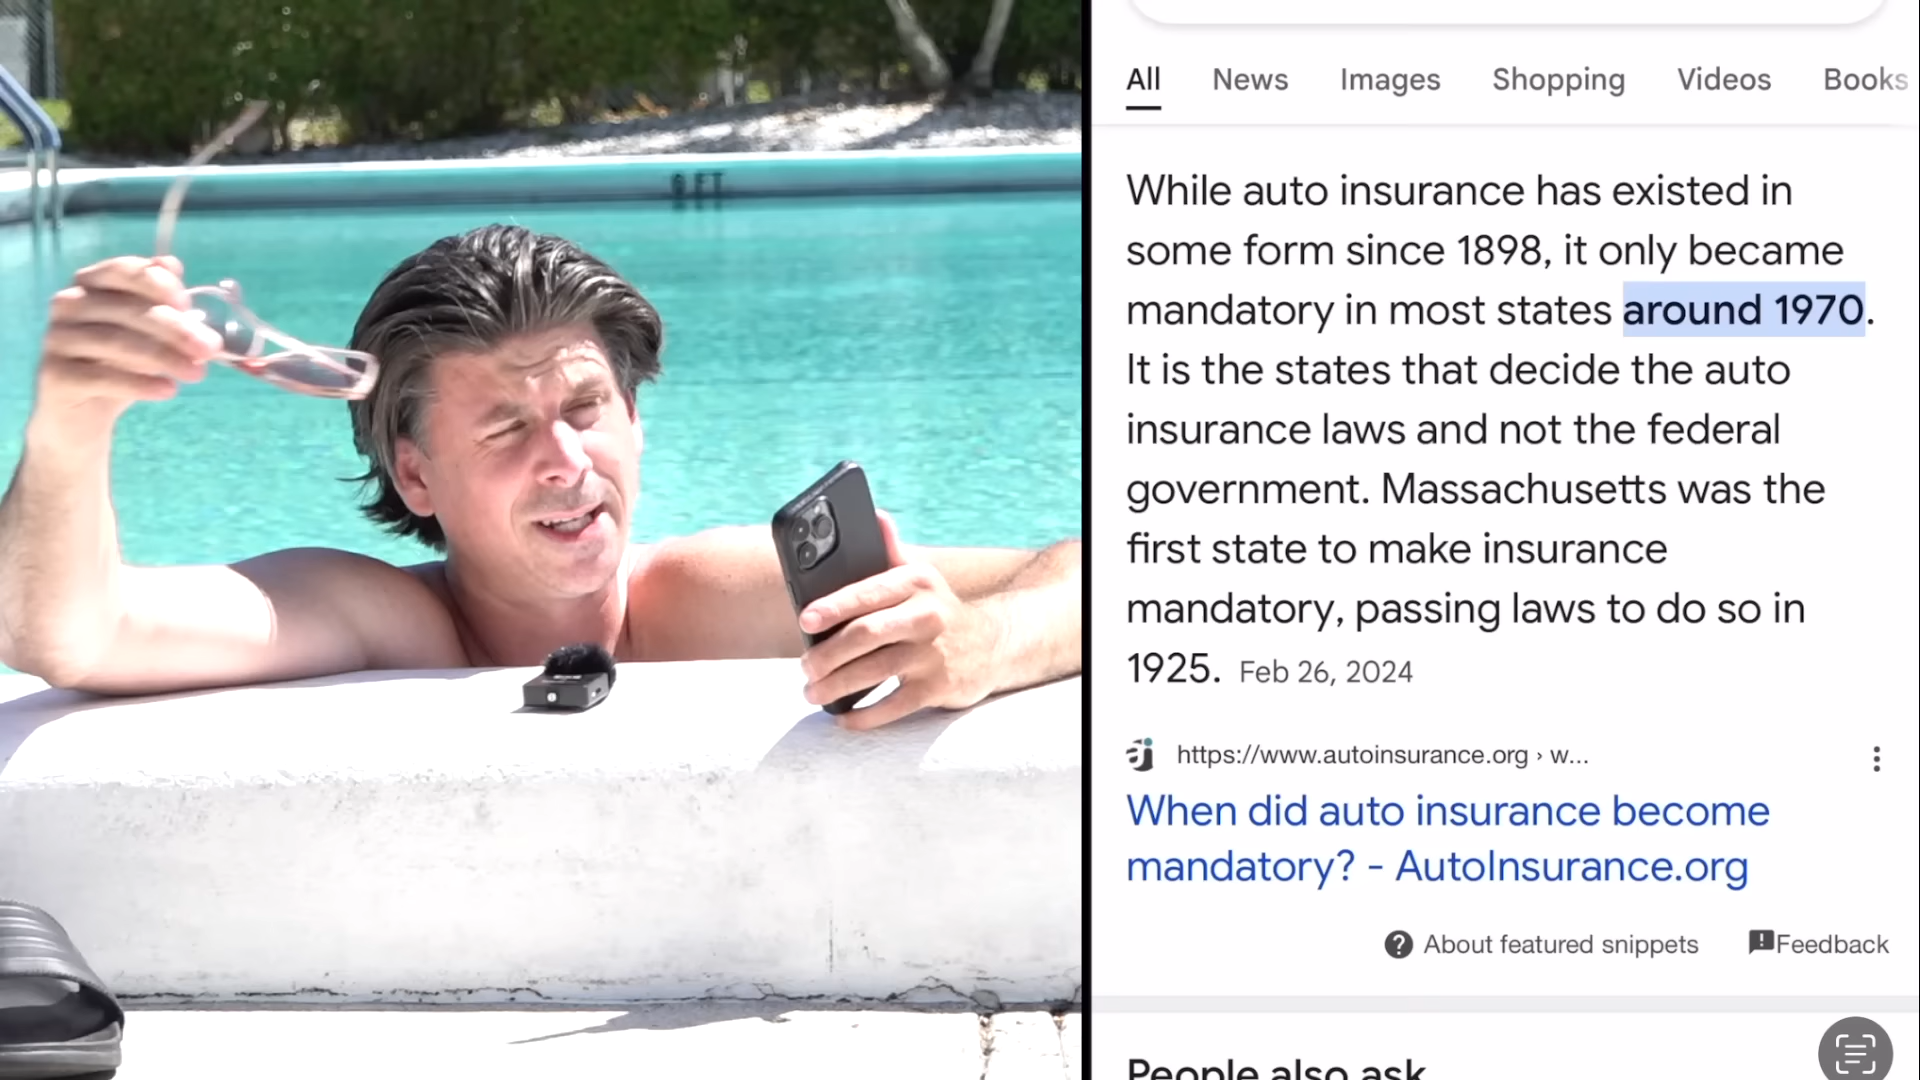 6 FT
All News Images Shopping Videos Books
While auto insurance has existed in
some form since 1898, it only became
mandatory in most states around 1970.
It is the states that decide the auto
insurance laws and not the federal
government. Massachusetts was the
first state to make insurance
mandatory, passing laws to do so in
1925. Feb 26, 2024
https://www.autoinsurance.org › w...
When did auto insurance become
mandatory? - AutoInsurance.org
About featured snippets Feedback
People also ask